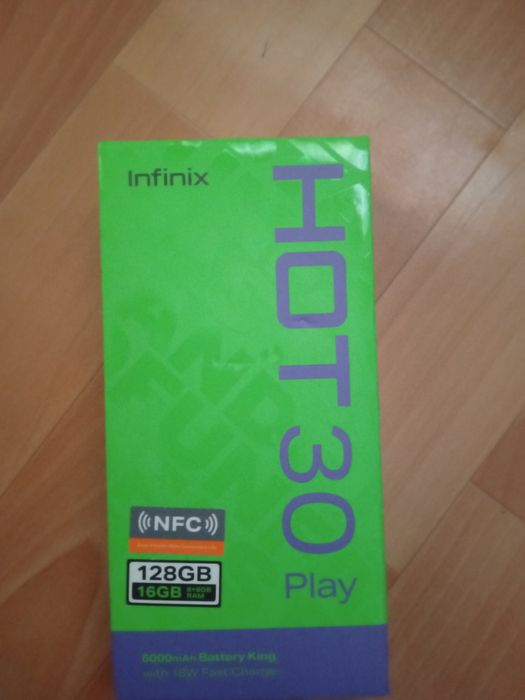 Infinix
HOT 30
Play
NFC
128GB
16GB 8+8GB
RAM
6000mAh Battery King
with 18W Fast Charge